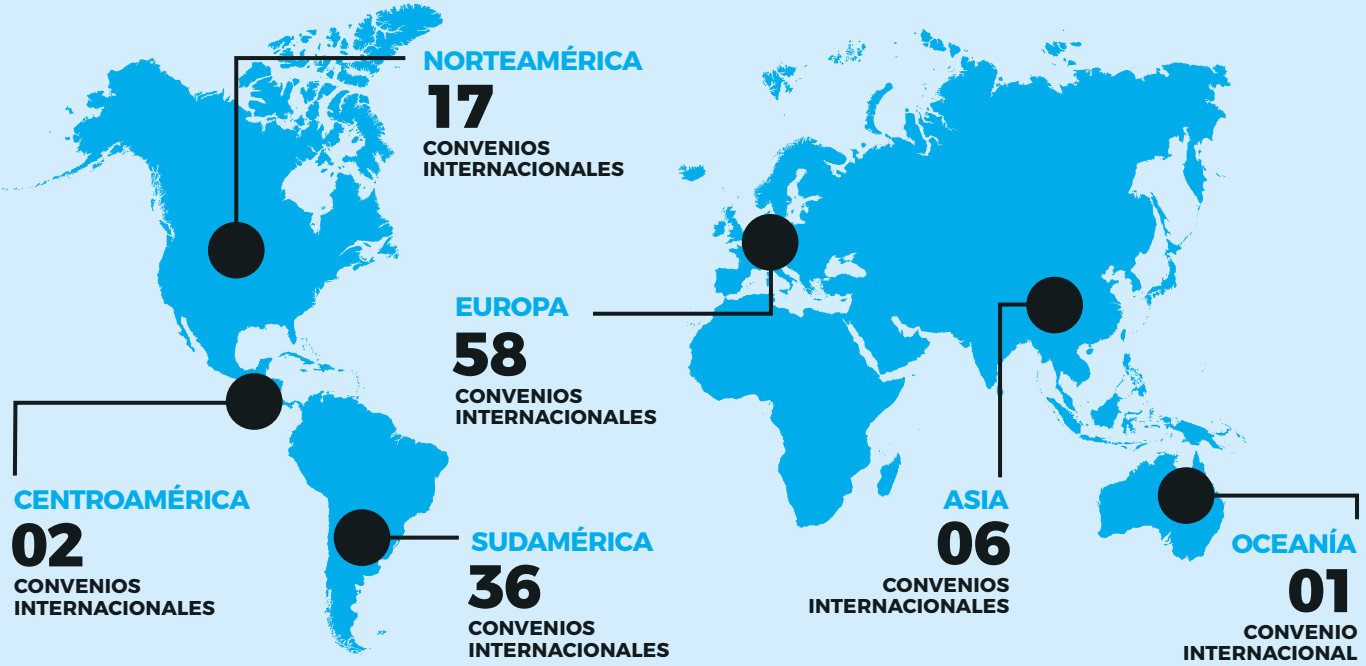 NORTEAMÉRICA
17
CONVENIOS
INTERNACIONALES
EUROPA
58
CONVENIOS
INTERNACIONALES
CENTROAMÉRICA
02
CONVENIOS
INTERNACIONALES
SUDAMÉRICA
36
CONVENIOS
INTERNACIONALES
ASIA
06
CONVENIOS
INTERNACIONALES
OCEANÍA
01
CONVENIO
INTERNACIONAL